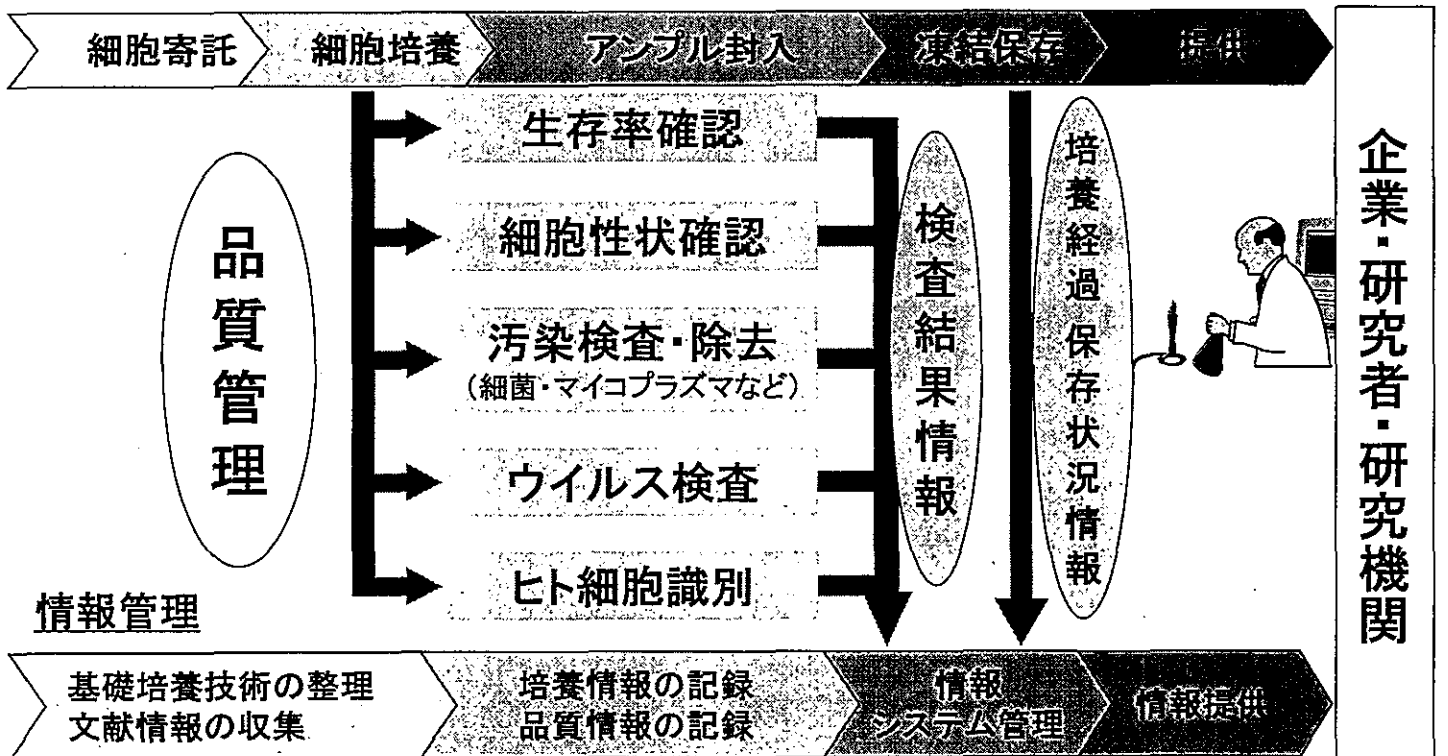 細胞寄託
細胞培養
アンプル封入
凍結保存
提供
生存率確認
細胞性状確認
汚染検査・除去
(細菌・マイコプラズマなど)
ウイルス検査
ヒト細胞識別
品質管理
検査結果情報
培養経過 保存状況情報
企業・研究者・研究機関
情報管理
基礎培養技術の整理
文献情報の収集
培養情報の記録
品質情報の記録
情報
システム管理
情報提供